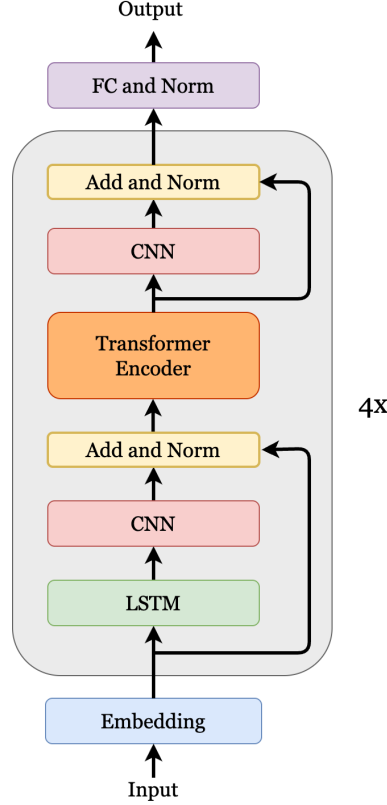 Output
FC and Norm
Add and Norm
CNN
Transformer
Encoder
4x
Add and Norm
CNN
LSTM
Embedding
Input